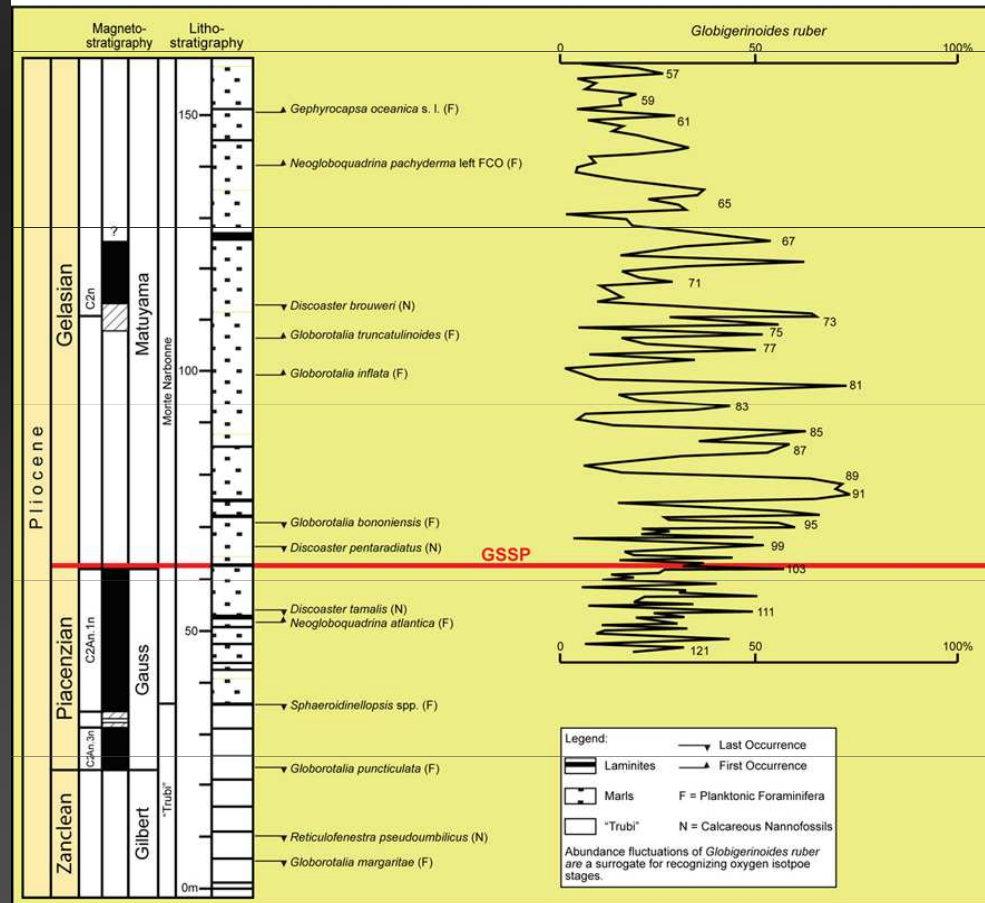 Magneto-
stratigraphy
Litho-
stratigraphy
Globigerinoides ruber
0
50
100%
Pliocene
Gelasian
Piacenzian
Zanclean
C2n
C2An.1n
C2An.3n
?
Matuyama
Gauss
Gilbert
Monte Narbonne
"Trubi"
150
100
50
0m
Gephyrocapsa oceanica s. l. (F)
Neogloboquadrina pachyderma left FCO (F)
Discoaster brouweri (N)
Globorotalia truncatulinoides (F)
Globorotalia inflata (F)
Globorotalia bononiensis (F)
Discoaster pentaradiatus (N)
GSSP
Discoaster tamalis (N)
Neogloboquadrina atlantica (F)
Sphaeroidinellopsis spp. (F)
Globorotalia puncticulata (F)
Reticulofenestra pseudoumbilicus (N)
Globorotalia margaritae (F)
57
59
61
65
67
71
73
75
77
81
83
85
87
89
91
95
99
103
111
121
0
50
100%
Legend:
Laminites
Marls
"Trubi"
Last Occurrence
First Occurrence
F = Planktonic Foraminifera
N = Calcareous Nannofossils
Abundance fluctuations of Globigerinoides ruber
are a surrogate for recognizing oxygen isotpoe
stages.